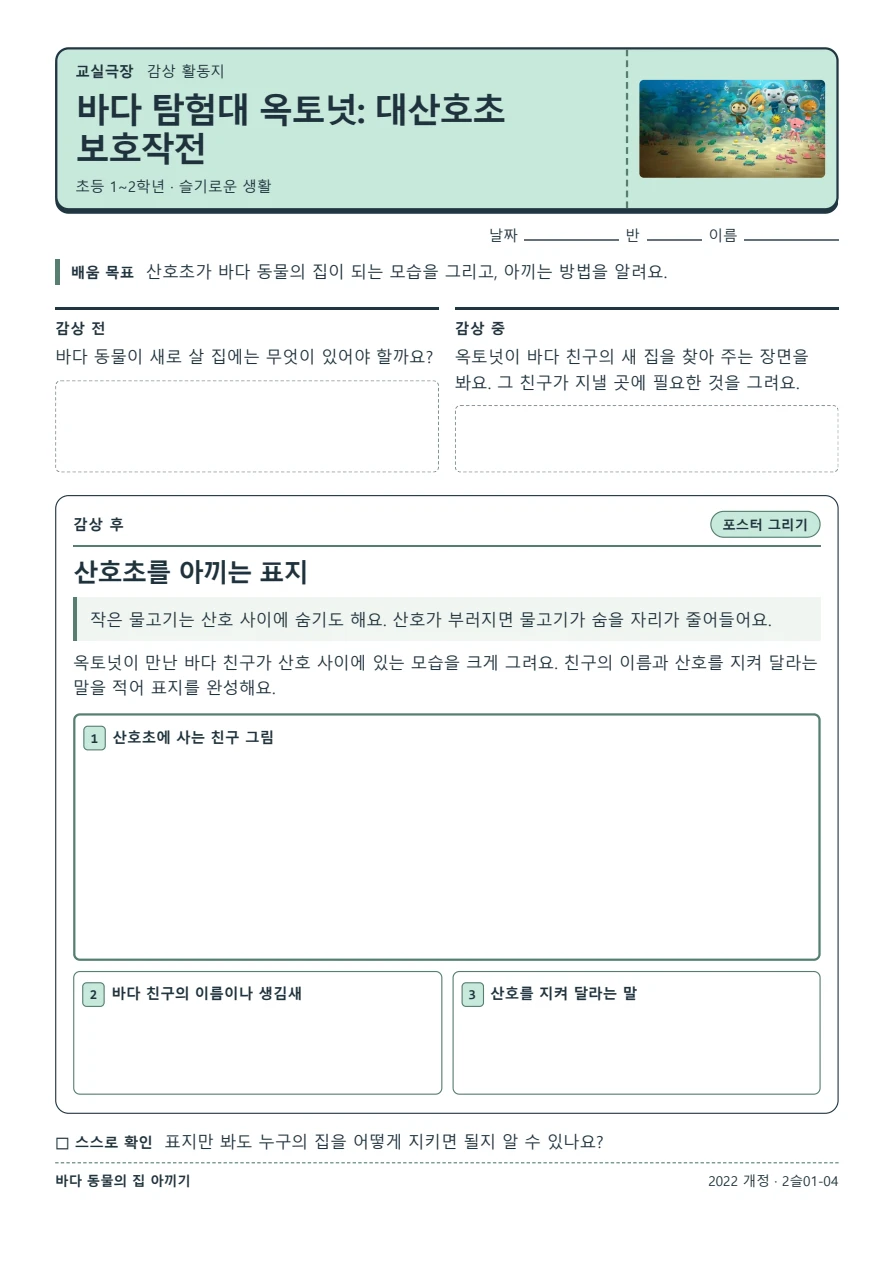 교실극장 감상 활동지
바다 탐험대 옥토넛: 대산호초
보호작전
초등 1~2학년 · 슬기로운 생활
날짜 반 이름
배움 목표 산호초가 바다 동물의 집이 되는 모습을 그리고, 아끼는 방법을 알려요.
감상 전
바다 동물이 새로 살 집에는 무엇이 있어야 할까요?
감상 중
옥토넛이 바다 친구의 새 집을 찾아 주는 장면을
봐요. 그 친구가 지낼 곳에 필요한 것을 그려요.
감상 후 포스터 그리기
산호초를 아끼는 표지
작은 물고기는 산호 사이에 숨기도 해요. 산호가 부러지면 물고기가 숨을 자리가 줄어들어요.
옥토넛이 만난 바다 친구가 산호 사이에 있는 모습을 크게 그려요. 친구의 이름과 산호를 지켜 달라는
말을 적어 표지를 완성해요.
1 산호초에 사는 친구 그림
2 바다 친구의 이름이나 생김새
3 산호를 지켜 달라는 말
□ 스스로 확인 표지만 봐도 누구의 집을 어떻게 지키면 될지 알 수 있나요?
바다 동물의 집 아끼기 2022 개정 · 2슬01-04